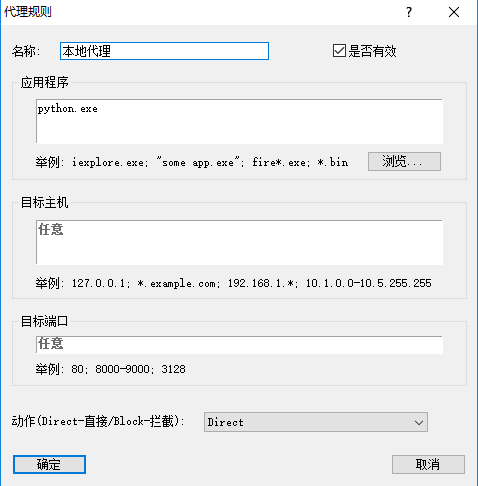 代理规则
名称: 本地代理 是否有效
应用程序
python.exe
举例: iexplore.exe; "some app.exe"; fire*.exe; *.bin 浏览...
目标主机
任意
举例: 127.0.0.1; *.example.com; 192.168.1.*; 10.1.0.0-10.5.255.255
目标端口
任意
举例: 80; 8000-9000; 3128
动作(Direct-直接/Block-拦截): Direct
确定 取消